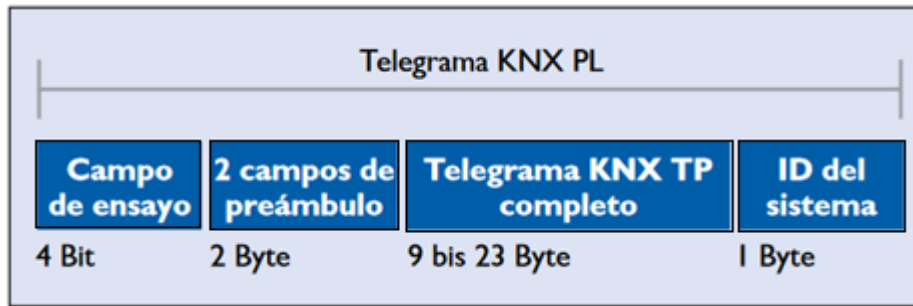 Telegrama KNX PL
Campo de ensayo
2 campos de preámbulo
Telegrama KNX TP completo
ID del sistema
4 Bit
2 Byte
9 bis 23 Byte
1 Byte